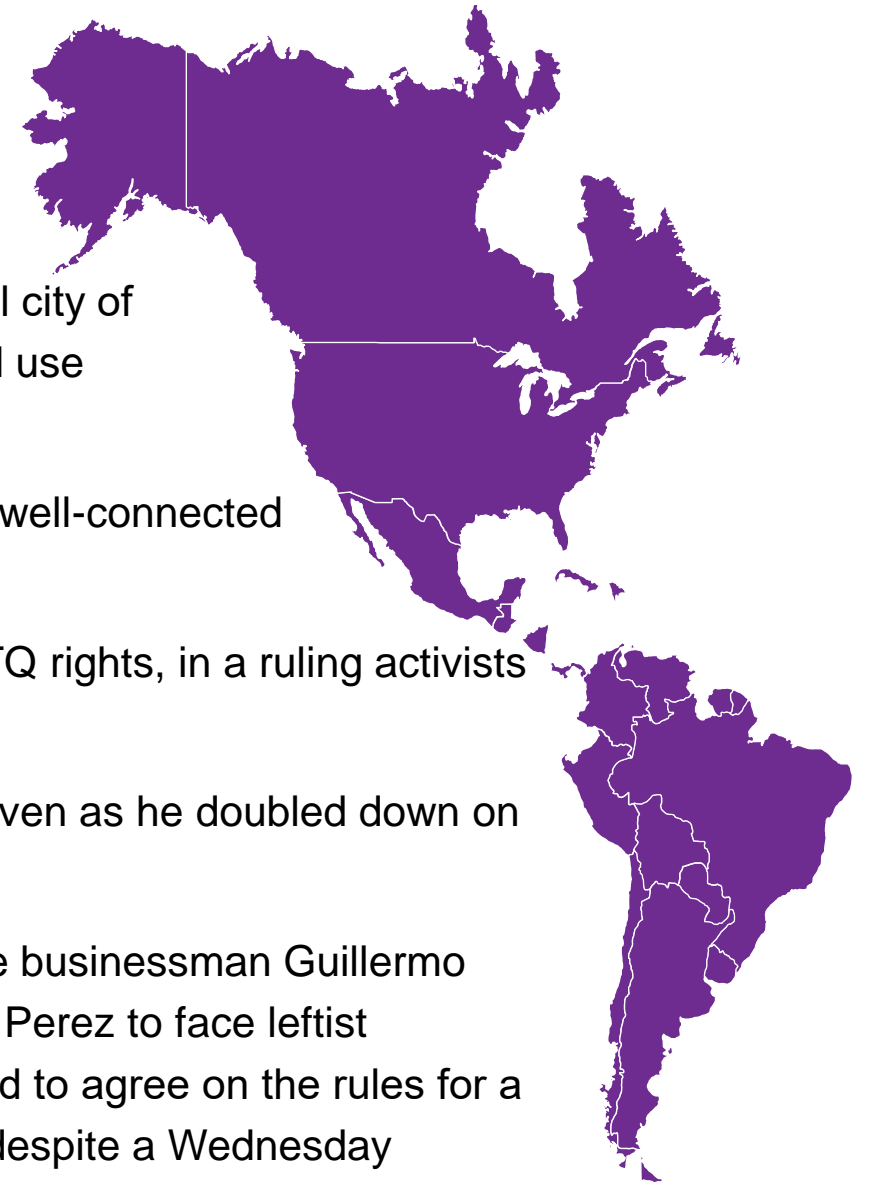 l city of
l use
well-connected
TQ rights, in a ruling activists
ven as he doubled down on
e businessman Guillermo
Perez to face leftist
d to agree on the rules for a
despite a Wednesday